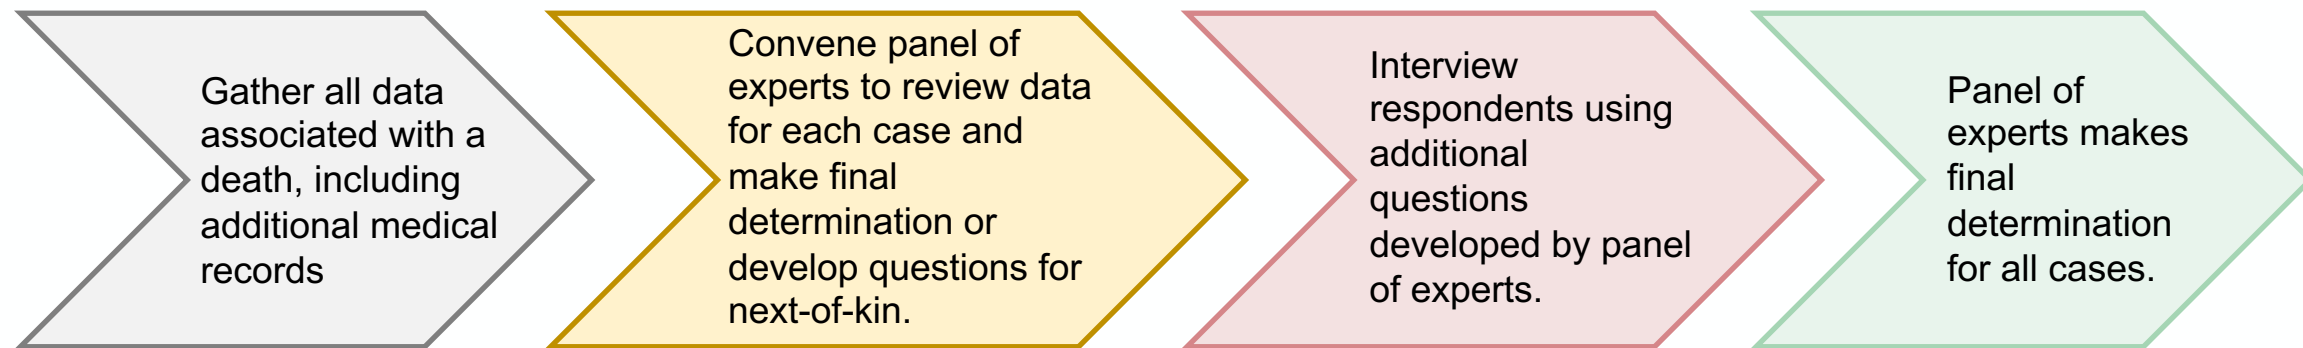 Gather all data
associated with a
death, including
additional medical
records
Convene panel of
experts to review data
for each case and
make final
determination or
develop questions for
next-of-kin.
Interview
respondents using
additional
questions
developed by panel
of experts.
Panel of
experts makes
final
determination
for all cases.